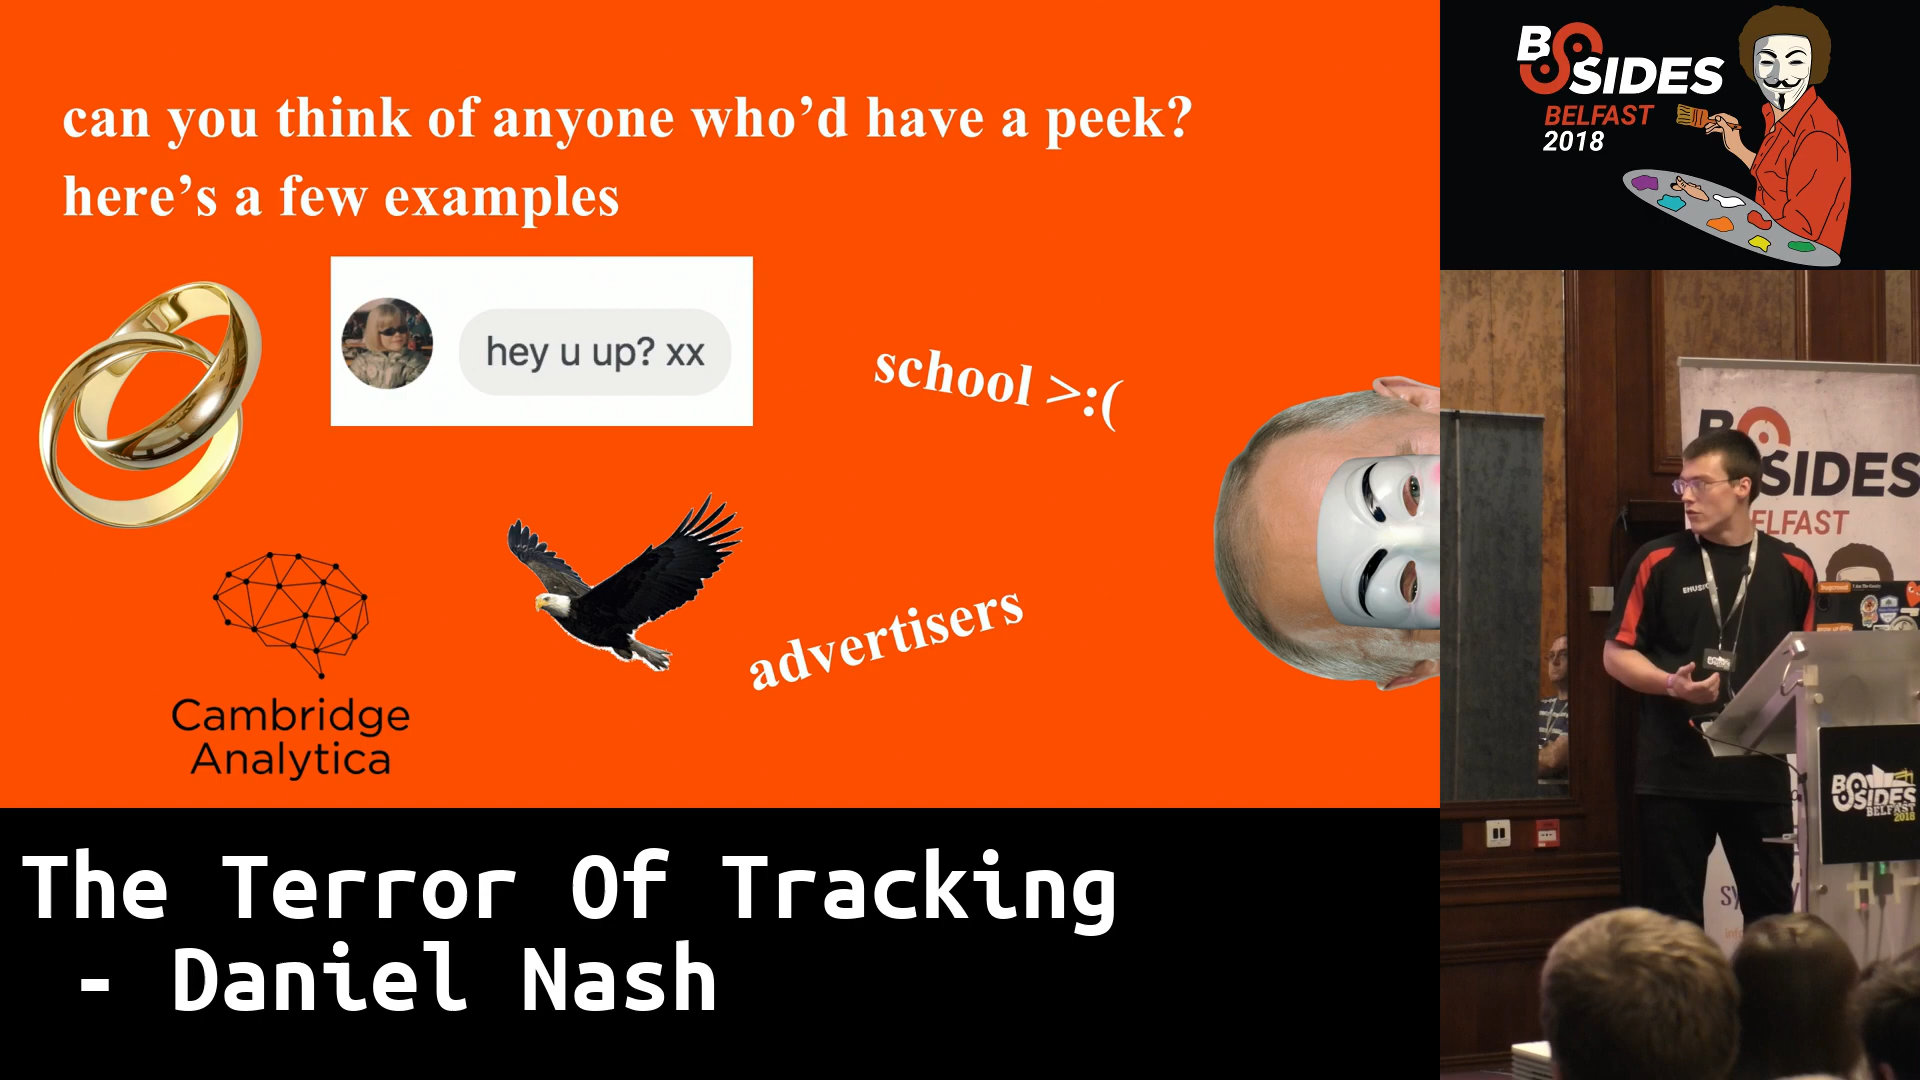 can you think of anyone who’d have a peek?
here’s a few examples
hey u up? xx
school >:(
advertisers
Cambridge
Analytica
The Terror Of Tracking
- Daniel Nash
BSIDES
BELFAST
2018
BSIDES
ELFAST
BSIDES
BELFAST
2018